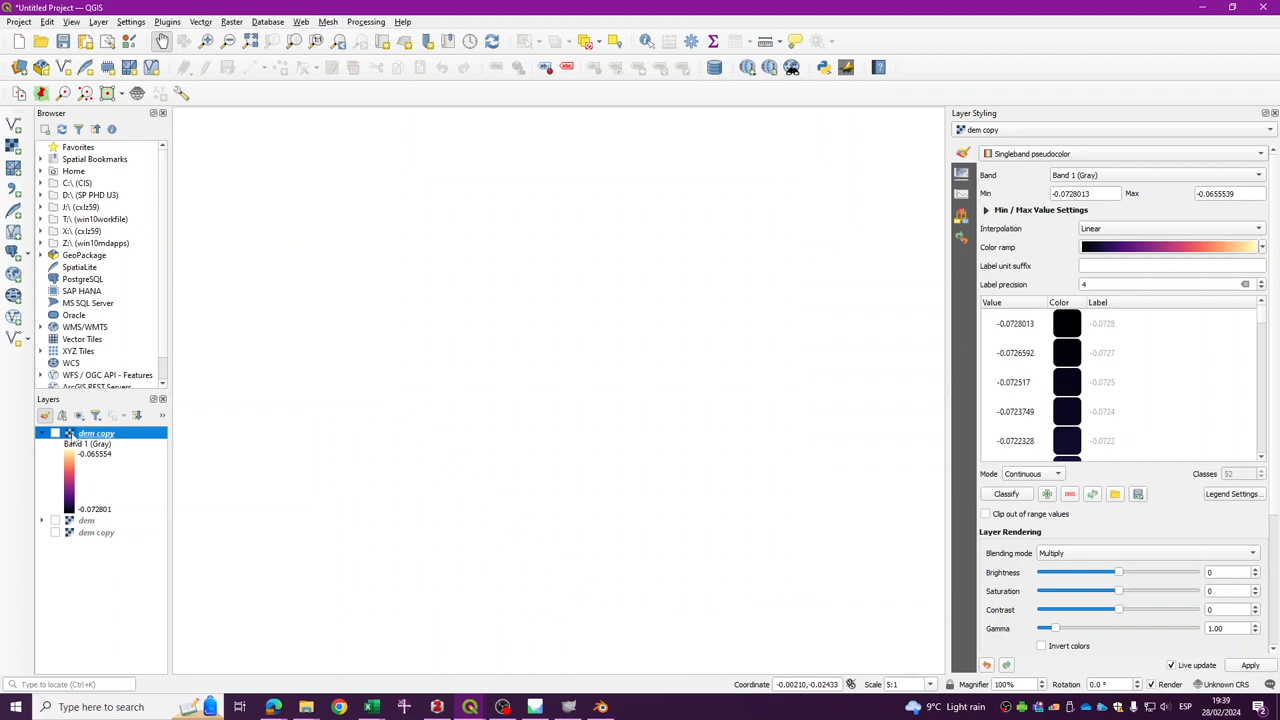 *Untitled Project — QGIS
Project Edit View Layer Settings Plugins Vector Raster Database Web Mesh Processing Help
Browser
Favorites
Spatial Bookmarks
Home
C:\ (CIS)
D:\ (SP PHD U3)
J:\ (cxlz59)
T:\ (win10workfile)
X:\ (cxlz59)
Z:\ (win10mdapps)
GeoPackage
SpatiaLite
PostgreSQL
SAP HANA
MS SQL Server
Oracle
WMS/WMTS
Vector Tiles
XYZ Tiles
WCS
WFS / OGC API - Features
ArcGIS REST Servers
Layers
dem copy
Band 1 (Gray)
-0.065554
-0.072801
dem
dem copy
Layer Styling
dem copy
Singleband pseudocolor
Band Band 1 (Gray)
Min -0.0728013 Max -0.0655539
Min / Max Value Settings
Interpolation Linear
Color ramp
Label unit suffix
Label precision 4
Value Color Label
-0.0728013 -0.0728
-0.0726592 -0.0727
-0.072517 -0.0725
-0.0723749 -0.0724
-0.0722328 -0.0722
Mode Continuous Classes 52
Classify Legend Settings...
Clip out of range values
Layer Rendering
Blending mode Multiply
Brightness 0
Saturation 0
Contrast 0
Gamma 1.00
Invert colors
Live update Apply
Type to locate (Ctrl+K) Coordinate -0.00210,-0.02433 Scale 5:1 Magnifier 100% Rotation 0.0 ° Render Unknown CRS
Type here to search 9°C Light rain ESP 19:39
28/02/2024